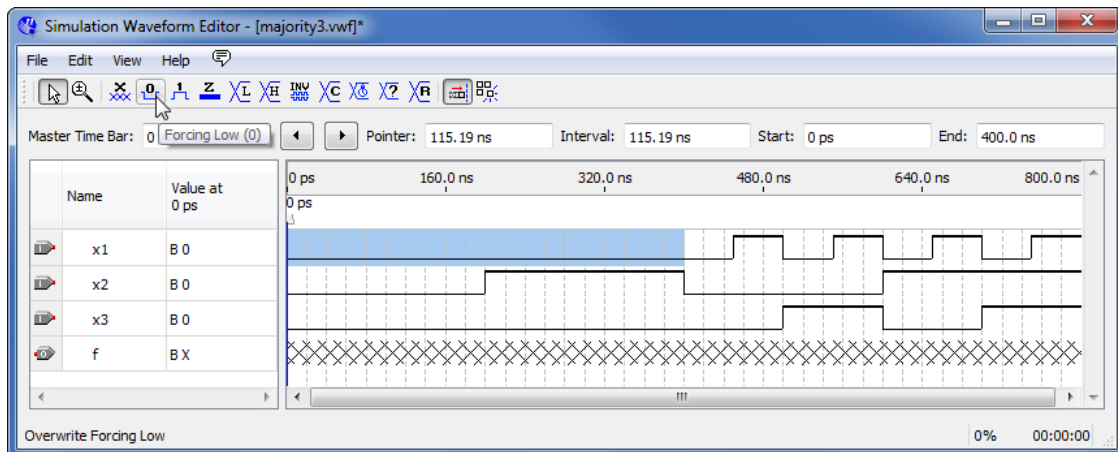 Simulation Waveform Editor - [majority3.vwf]*
File Edit View Help
X 0 1 Z L H INV C ? R
Master Time Bar: 0 Forcing Low (0) Pointer: 115.19 ns Interval: 115.19 ns Start: 0 ps End: 400.0 ns
Name Value at 0 ps
0 ps 160.0 ns 320.0 ns 480.0 ns 640.0 ns 800.0 ns
0 ps
x1 B 0
x2 B 0
x3 B 0
f B X
Overwrite Forcing Low 0% 00:00:00